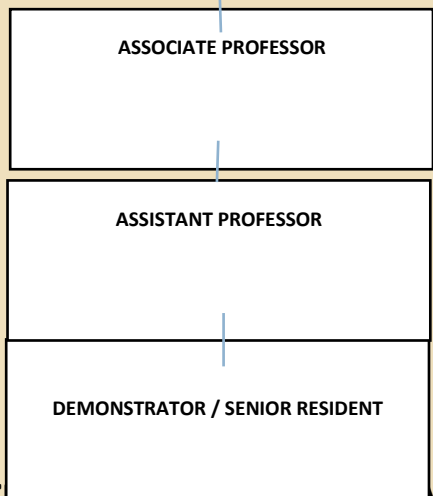 ASSOCIATE PROFESSOR
ASSISTANT PROFESSOR
DEMONSTRATOR / SENIOR RESIDENT